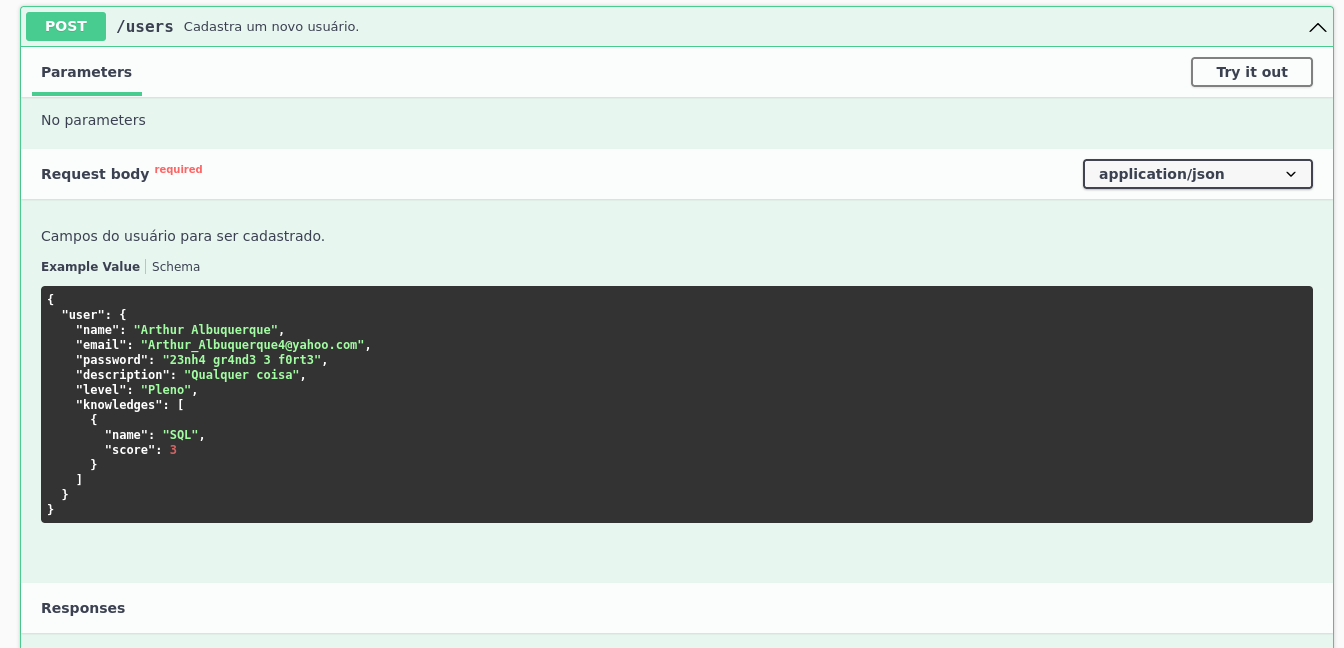 POST /users Cadastra um novo usuário.
Parameters Try it out
No parameters
Request body required application/json
Campos do usuário para ser cadastrado.
Example Value Schema
{
  "user": {
    "name": "Arthur Albuquerque",
    "email": "Arthur_Albuquerque4@yahoo.com",
    "password": "23nh4 gr4nd3 3 f0rt3",
    "description": "Qualquer coisa",
    "level": "Pleno",
    "knowledges": [
      {
        "name": "SQL",
        "score": 3
      }
    ]
  }
}
Responses